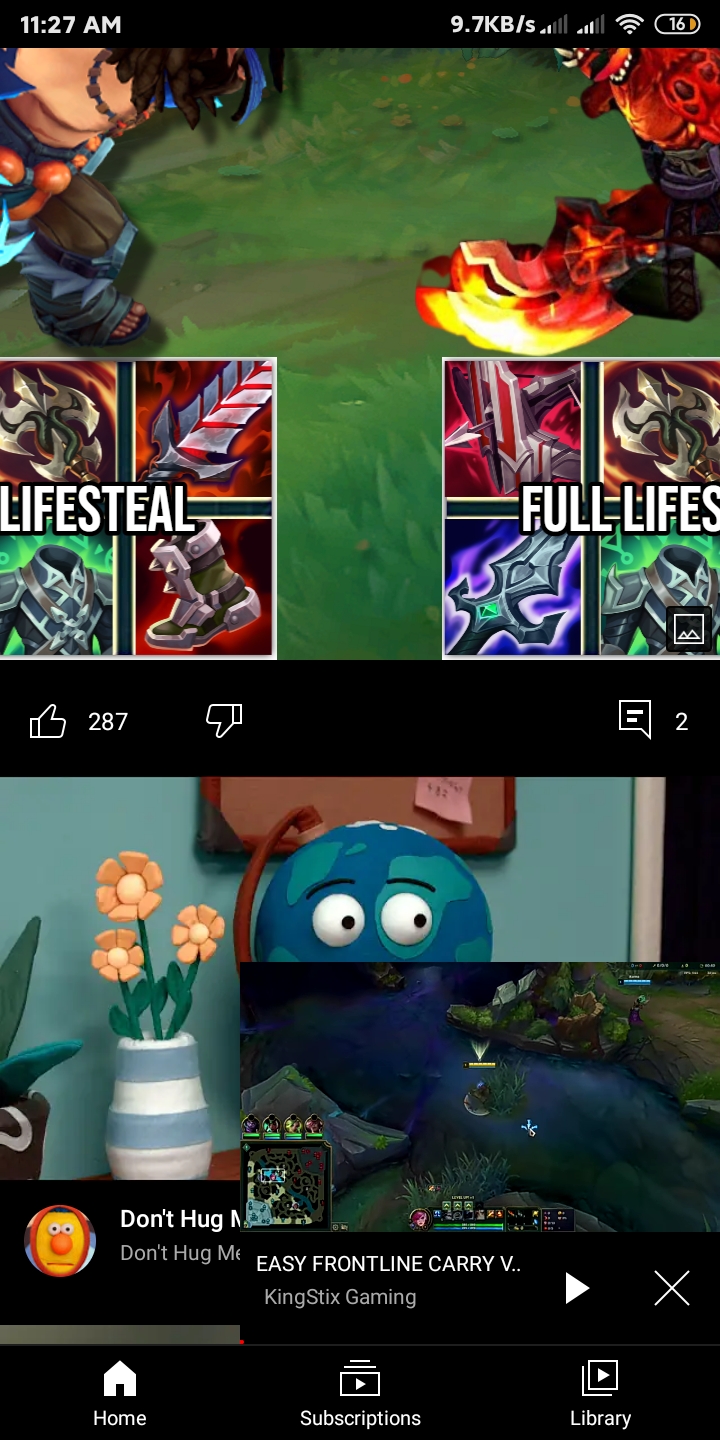 11:27 AM
9.7KB/s
16
LIFESTEAL
FULL LIFES
287
2
Don't Hug M
Don't Hug Me
EASY FRONTLINE CARRY V..
KingStix Gaming
Home
Subscriptions
Library